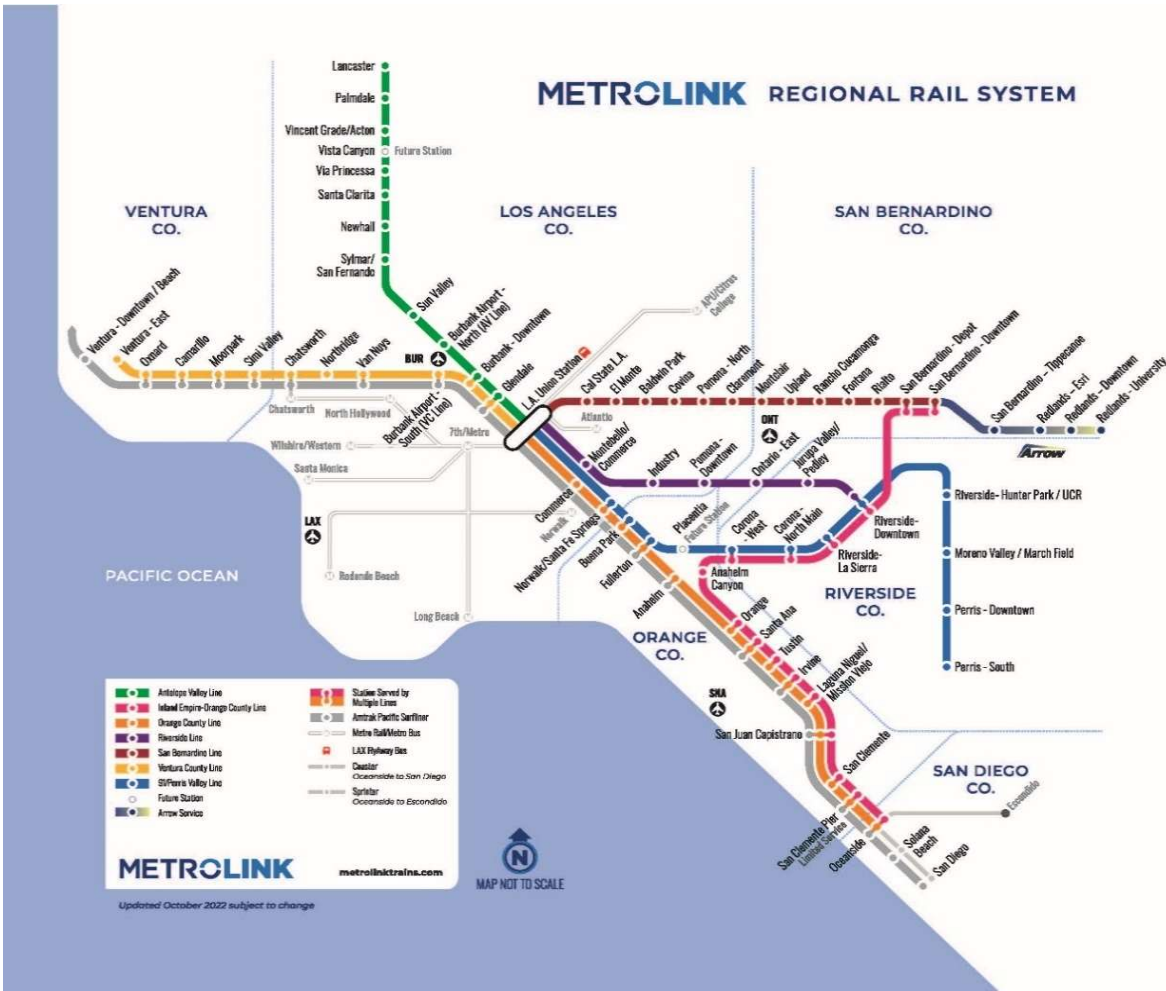 METROLINK REGIONAL RAIL SYSTEM
Lancaster
Palmdale
Vincent Grade/Acton
Vista Canyon
Future Station
Via Princessa
Santa Clarita
Newhall
Sylmar/
San Fernando
VENTURA
CO.
LOS ANGELES
CO.
SAN BERNARDINO
CO.
Sun Valley
Burbank Airport -
North (AV Line)
Burbank - Downtown
Glendale
L.A. Union Station
APU/Citrus
College
Ventura - Downtown / Beach
Ventura - East
Oxnard
Camarillo
Moorpark
Simi Valley
Chatsworth
Northridge
Van Nuys
BUR
Burbank Airport -
South (VC Line)
Chatsworth
North Hollywood
Wilshire/Western
7th/Metro
Santa Monica
Atlantic
Cal State L.A.
El Monte
Baldwin Park
Covina
Pomona - North
Claremont
Montclair
Upland
Rancho Cucamonga
Fontana
Rialto
San Bernardino - Depot
San Bernardino - Downtown
San Bernardino - Tippecanoe
Redlands - Esri
Redlands - Downtown
Redlands - University
ARROW
ONT
Montebello/
Commerce
Industry
Pomona -
Downtown
Ontario - East
Jurupa Valley/
Pedley
Riverside-
Downtown
Commerce
Norwalk
Norwalk/Santa Fe Springs
Buena Park
Fullerton
Anaheim
Placentia
Future Station
Corona
- West
Corona -
North Main
Riverside-
La Sierra
Anaheim
Canyon
Riverside- Hunter Park / UCR
Moreno Valley / March Field
Perris - Downtown
Perris - South
RIVERSIDE
CO.
LAX
Redondo Beach
Long Beach
PACIFIC OCEAN
ORANGE
CO.
Orange
Santa Ana
Tustin
Irvine
Laguna Niguel/
Mission Viejo
SNA
San Juan Capistrano
San Clemente
San Clemente Pier
Limited Service
Oceanside
SAN DIEGO
CO.
Escondido
Solana
Beach
San Diego
Antelope Valley Line
Inland Empire-Orange County Line
Orange County Line
Riverside Line
San Bernardino Line
Ventura County Line
91/Perris Valley Line
Future Station
Arrow Service
Station Served by
Multiple Lines
Amtrak Pacific Surfliner
Metro Rail/Metro Bus
LAX Flyaway Bus
Coaster
Oceanside to San Diego
Sprinter
Oceanside to Escondido
METROLINK
metrolinktrains.com
N
MAP NOT TO SCALE
Updated October 2022 subject to change